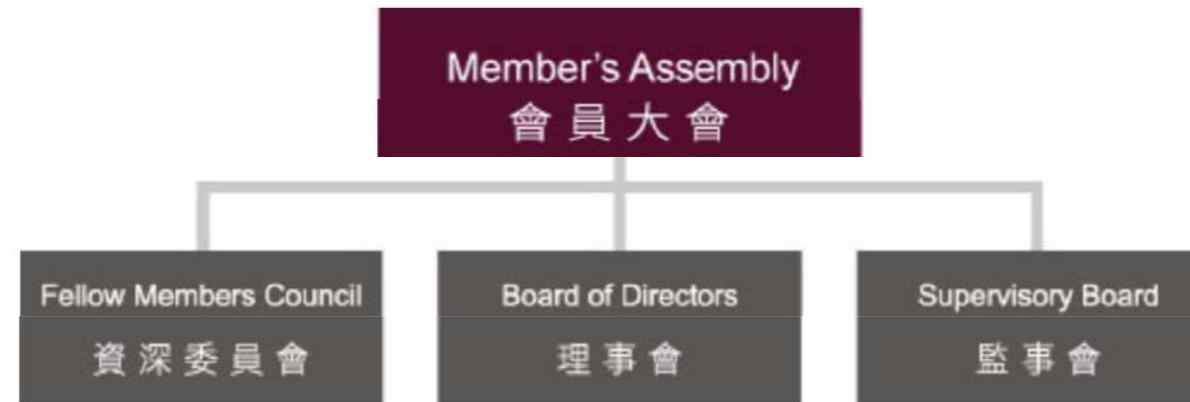 Member's Assembly
會員大會
Fellow Members Council
資深委員會
Board of Directors
理事會
Supervisory Board
監事會